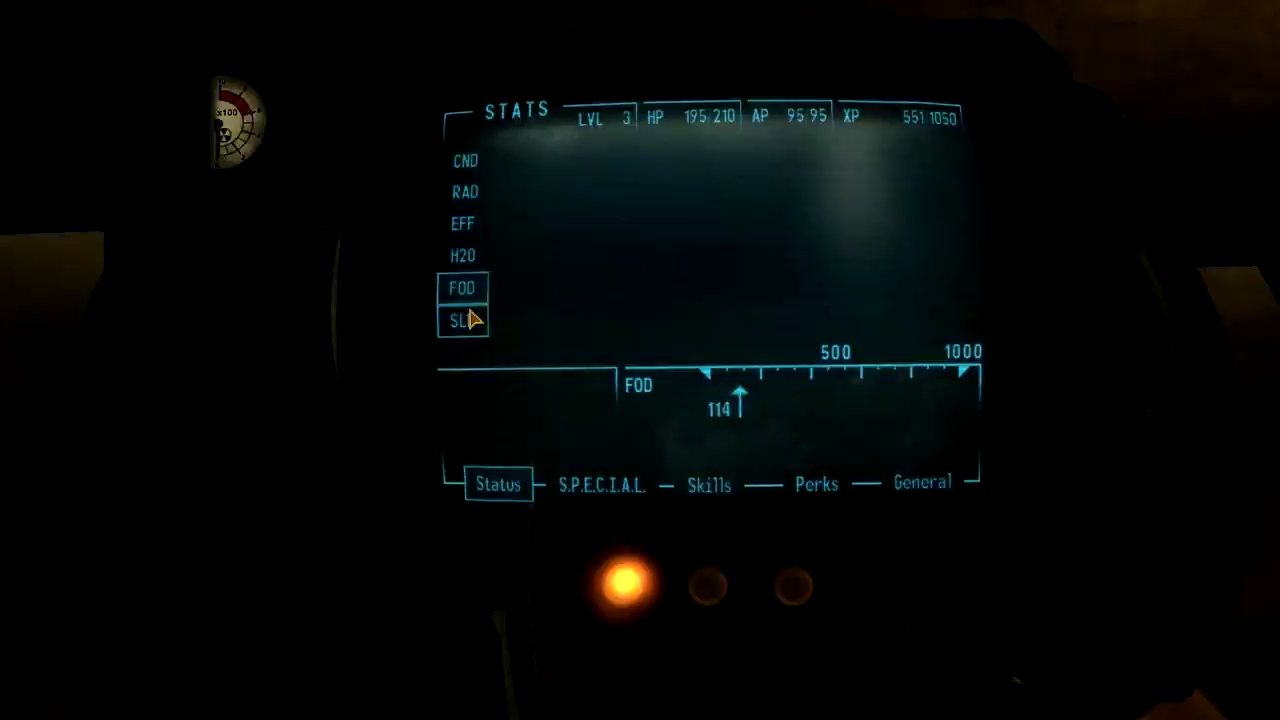 STATS LVL 3 HP 195/210 AP 95/95 XP 551/1050
CND
RAD
EFF
H2O
FOD
500 1000
FOD
114
Status S.P.E.C.I.A.L. Skills Perks General
x100